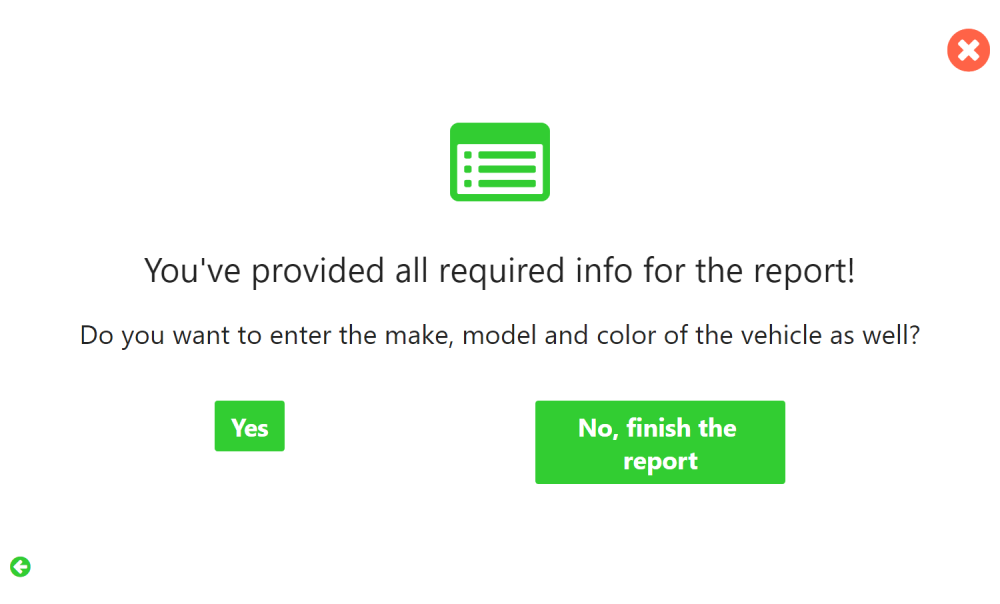 You've provided all required info for the report!
Do you want to enter the make, model and color of the vehicle as well?
Yes
No, finish the
report